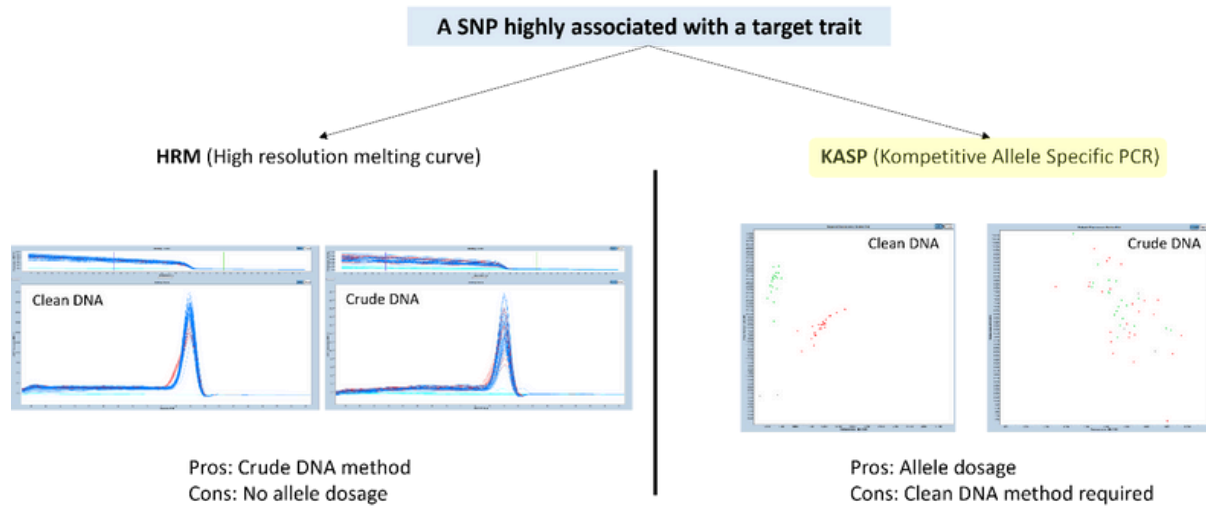 A SNP highly associated with a target trait
HRM (High resolution melting curve)
KASP (Kompetitive Allele Specific PCR)
Clean DNA
Crude DNA
Clean DNA
Crude DNA
Pros: Crude DNA method
Cons: No allele dosage
Pros: Allele dosage
Cons: Clean DNA method required